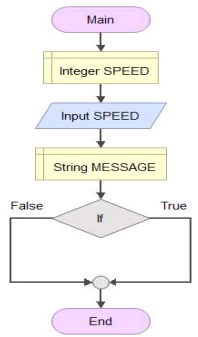 Main
Integer SPEED
Input SPEED
String MESSAGE
False
True
If
End